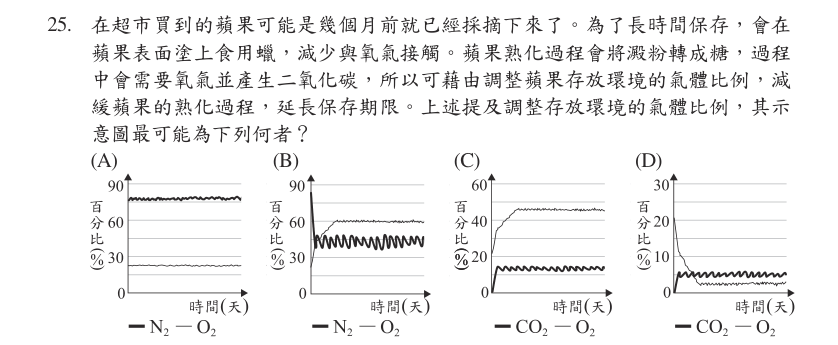 25. 在超市買到的蘋果可能是幾個月前就已經採摘下來了。為了長時間保存，會在
蘋果表面塗上食用蠟，減少與氧氣接觸。蘋果熟化過程會將澱粉轉成糖，過程
中會需要氧氣並產生二氧化碳，所以可藉由調整蘋果存放環境的氣體比例，減
緩蘋果的熟化過程，延長保存期限。上述提及調整存放環境的氣體比例，其示
意圖最可能為下列何者？
(A) (B) (C) (D)
90 90 60 30
百分比(%) 百分比(%) 百分比(%) 百分比(%)
60 60 40 20
30 30 20 10
0 0 0 0
時間(天) 時間(天) 時間(天) 時間(天)
N₂ O₂ N₂ O₂ CO₂ O₂ CO₂ O₂